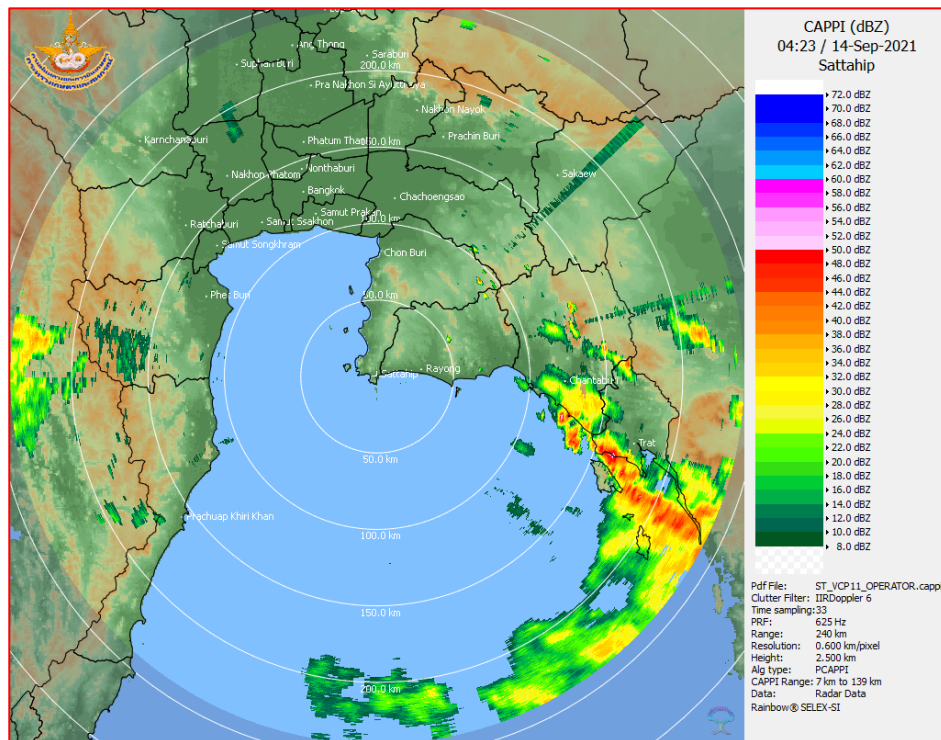 CAPPI (dBZ)
04:23 / 14-Sep-2021
Sattahip
72.0 dBZ
70.0 dBZ
68.0 dBZ
66.0 dBZ
64.0 dBZ
62.0 dBZ
60.0 dBZ
58.0 dBZ
56.0 dBZ
54.0 dBZ
52.0 dBZ
50.0 dBZ
48.0 dBZ
46.0 dBZ
44.0 dBZ
42.0 dBZ
40.0 dBZ
38.0 dBZ
36.0 dBZ
34.0 dBZ
32.0 dBZ
30.0 dBZ
28.0 dBZ
26.0 dBZ
24.0 dBZ
22.0 dBZ
20.0 dBZ
18.0 dBZ
16.0 dBZ
14.0 dBZ
12.0 dBZ
10.0 dBZ
8.0 dBZ
Pdf File: ST_VCP11_OPERATOR.cappi
Clutter Filter: IIRDoppler 6
Time sampling:33
PRF: 625 Hz
Range: 240 km
Resolution: 0.600 km/pixel
Height: 2.500 km
Alg type: PCAPPI
CAPPI Range: 7 km to 139 km
Data: Radar Data
Rainbow® SELEX-SI
Ang Thong
Saraburi
Suphan Buri
200.0 km
Pra Nakhon Si Ayutthaya
Nakhon Nayok
Karnchanaburi
Phatum Thani
Prachin Buri
Nonthaburi
Nakhon Phatom
Sakaew
Bangkok
Chachoengsao
Samut Prakan
Ratchaburi
Samut Ssakhon
Samut Songkhram
Chon Buri
Rayong
Sattahip
Trat
50.0 km
Prachuap Khiri Khan
100.0 km
150.0 km
200.0 km